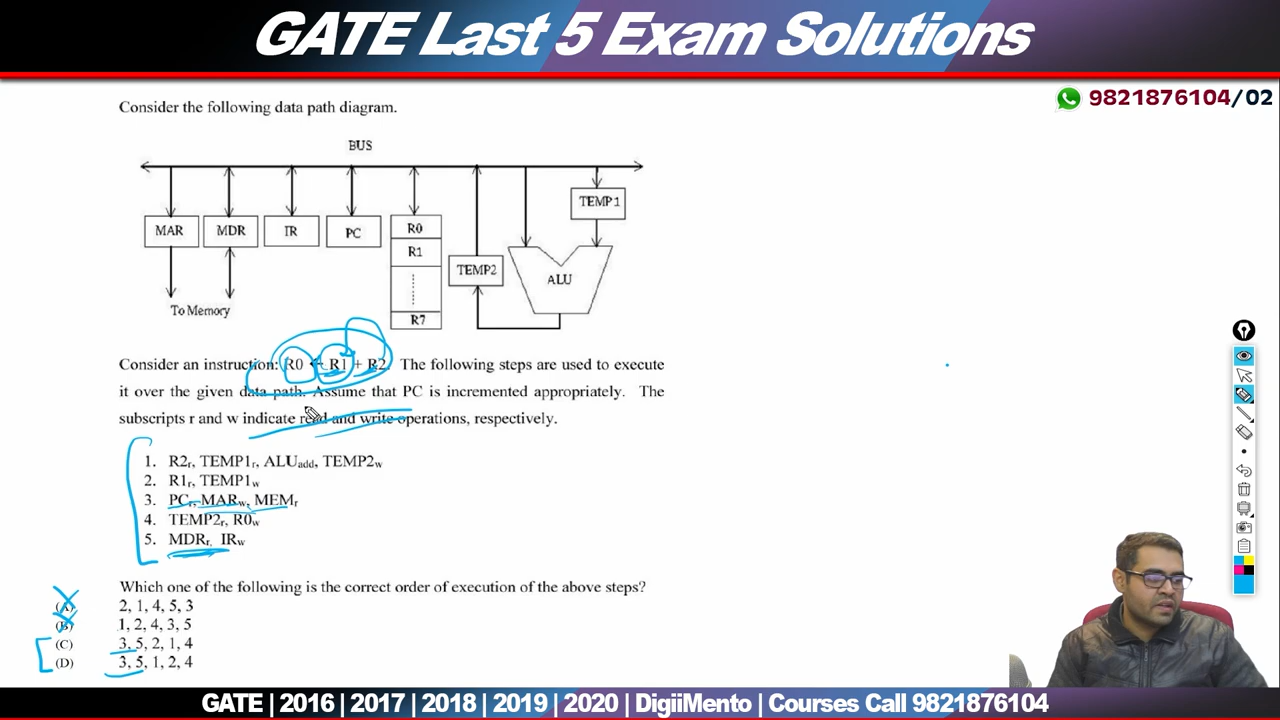 GATE Last 5 Exam Solutions
9821876104/02
Consider the following data path diagram.
BUS
TEMP1
MAR MDR IR PC R0
R1
TEMP2 ALU
To Memory
R7
Consider an instruction: R0 ← R1 + R2. The following steps are used to execute
it over the given data path. Assume that PC is incremented appropriately. The
subscripts r and w indicate read and write operations, respectively.
1. R2r, TEMP1r, ALUadd, TEMP2w
2. R1r, TEMP1w
3. PCr, MARw, MEMr
4. TEMP2r, R0w
5. MDRr, IRw
Which one of the following is the correct order of execution of the above steps?
(A) 2, 1, 4, 5, 3
(B) 1, 2, 4, 3, 5
(C) 3, 5, 2, 1, 4
(D) 3, 5, 1, 2, 4
GATE | 2016 | 2017 | 2018 | 2019 | 2020 | DigiiMento | Courses Call 9821876104